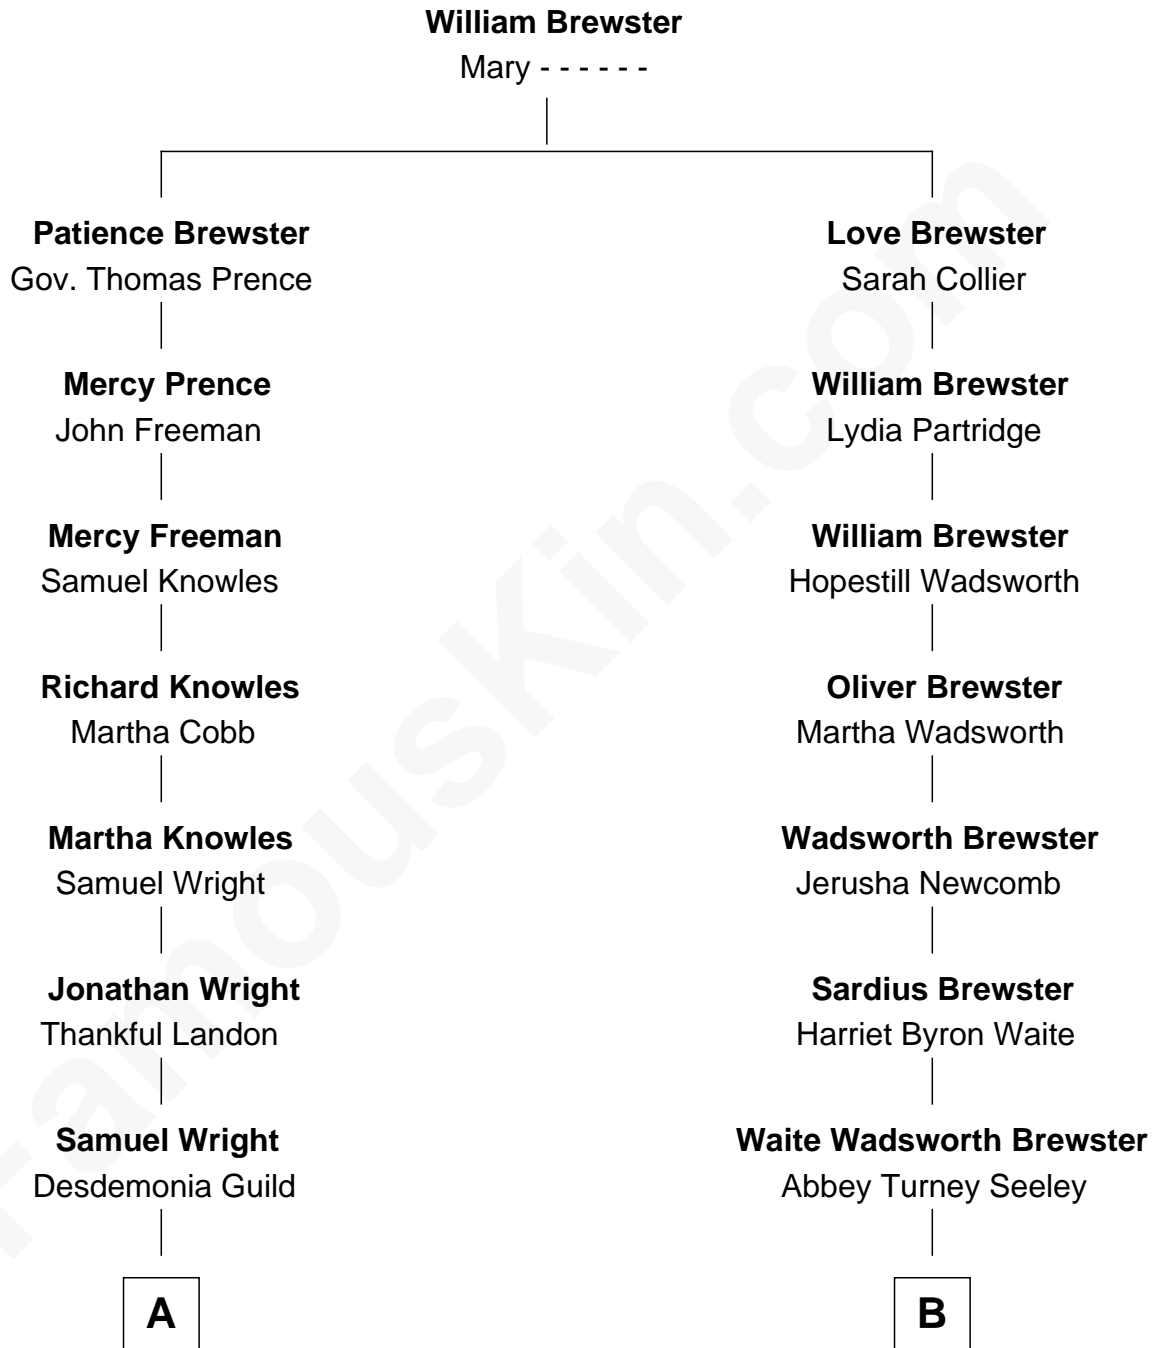 William Brewster
Mary - - - - - -
Patience Brewster
Gov. Thomas Prence
Love Brewster
Sarah Collier
Mercy Prence
John Freeman
William Brewster
Lydia Partridge
Mercy Freeman
Samuel Knowles
William Brewster
Hopestill Wadsworth
Richard Knowles
Martha Cobb
Oliver Brewster
Martha Wadsworth
Martha Knowles
Samuel Wright
Wadsworth Brewster
Jerusha Newcomb
Jonathan Wright
Thankful Landon
Sardius Brewster
Harriet Byron Waite
Samuel Wright
Desdemonia Guild
Waite Wadsworth Brewster
Abbey Turney Seeley
A
B
FamousKin.com